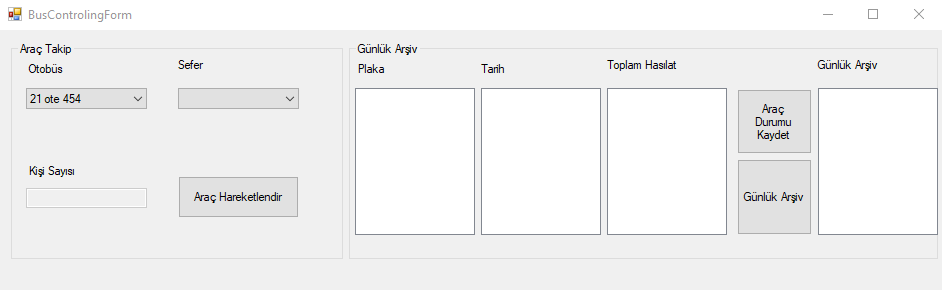 BusControlingForm
Araç Takip
Otobüs
Sefer
21 ote 454
Kişi Sayısı
Araç Hareketlendir
Günlük Arşiv
Plaka
Tarih
Toplam Hasılat
Günlük Arşiv
Araç
Durumu
Kaydet
Günlük Arşiv